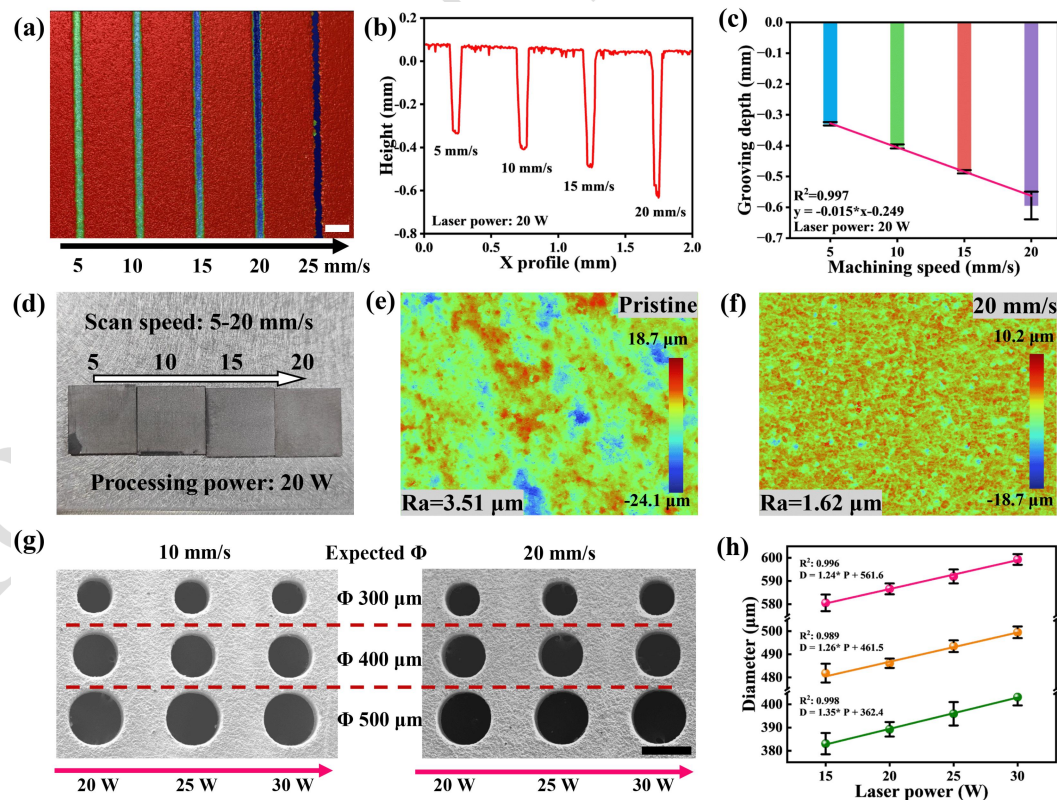 (a)
5 10 15 20 25 mm/s
(b)
Height (mm)
0.2
0.0
−0.2
−0.4
−0.6
−0.8
5 mm/s
10 mm/s
15 mm/s
20 mm/s
Laser power: 20 W
0.0 0.5 1.0 1.5 2.0
X profile (mm)
(c)
Grooving depth (mm)
0.0
−0.1
−0.2
−0.3
−0.4
−0.5
−0.6
−0.7
R²=0.997
y = -0.015*x-0.249
Laser power: 20 W
5 10 15 20
Machining speed (mm/s)
(d)
Scan speed: 5-20 mm/s
5 10 15 20
Processing power: 20 W
(e)
Pristine
18.7 μm
-24.1 μm
Ra=3.51 μm
(f)
20 mm/s
10.2 μm
-18.7 μm
Ra=1.62 μm
(g)
10 mm/s Expected Φ 20 mm/s
Φ 300 μm
Φ 400 μm
Φ 500 μm
20 W 25 W 30 W
20 W 25 W 30 W
(h)
Diameter (μm)
600
580
500
480
400
380
R²: 0.996
D = 1.24* P + 561.6
R²: 0.989
D = 1.26* P + 461.5
R²: 0.998
D = 1.35* P + 362.4
15 20 25 30
Laser power (W)